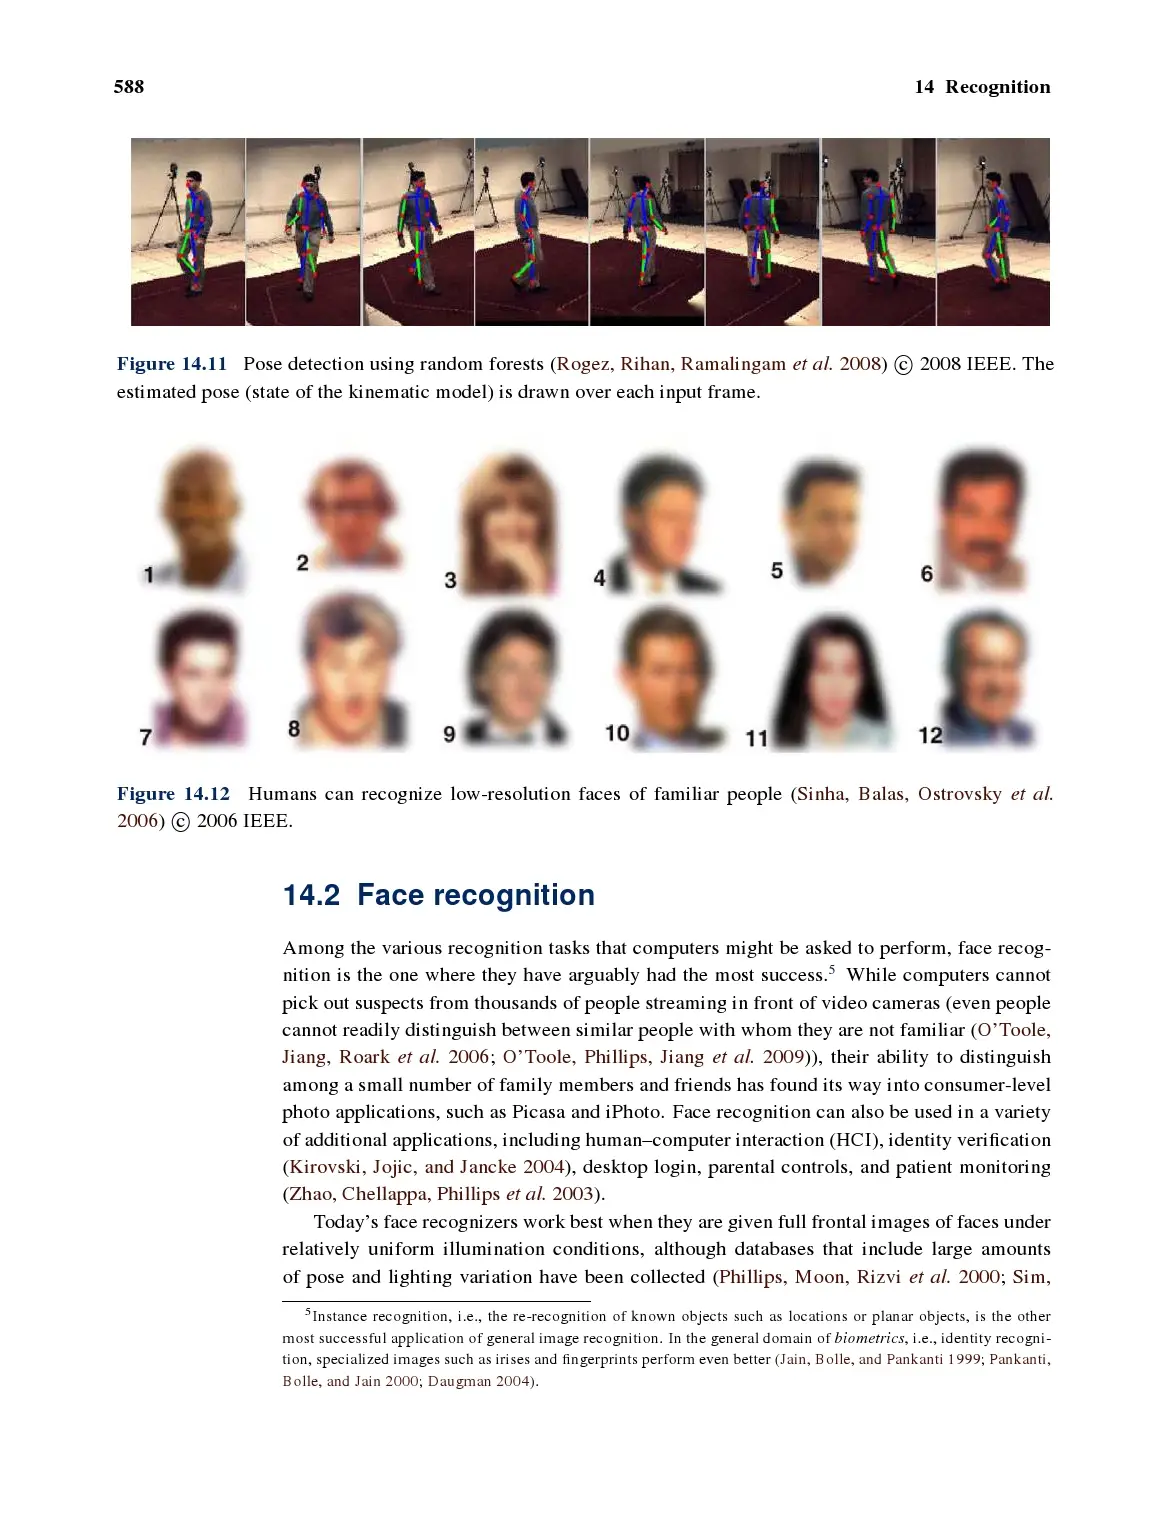 588
14 Recognition
Figure 14.11 Pose detection using random forests (Rogez, Rihan, Ramalingam et al. 2008) © 2008 IEEE. The
estimated pose (state of the kinematic model) is drawn over each input frame.
1
2
3
4
5
6
7
8
9
10
11
12
Figure 14.12 Humans can recognize low-resolution faces of familiar people (Sinha, Balas, Ostrovsky et al.
2006) © 2006 IEEE.
14.2 Face recognition
Among the various recognition tasks that computers might be asked to perform, face recog-
nition is the one where they have arguably had the most success.5 While computers cannot
pick out suspects from thousands of people streaming in front of video cameras (even people
cannot readily distinguish between similar people with whom they are not familiar (O'Toole,
Jiang, Roark et al. 2006; O'Toole, Phillips, Jiang et al. 2009)), their ability to distinguish
among a small number of family members and friends has found its way into consumer-level
photo applications, such as Picasa and iPhoto. Face recognition can also be used in a variety
of additional applications, including human–computer interaction (HCI), identity verification
(Kirovski, Jojic, and Jancke 2004), desktop login, parental controls, and patient monitoring
(Zhao, Chellappa, Phillips et al. 2003).
Today's face recognizers work best when they are given full frontal images of faces under
relatively uniform illumination conditions, although databases that include large amounts
of pose and lighting variation have been collected (Phillips, Moon, Rizvi et al. 2000; Sim,
5Instance recognition, i.e., the re-recognition of known objects such as locations or planar objects, is the other
most successful application of general image recognition. In the general domain of biometrics, i.e., identity recogni-
tion, specialized images such as irises and fingerprints perform even better (Jain, Bolle, and Pankanti 1999; Pankanti,
Bolle, and Jain 2000; Daugman 2004).